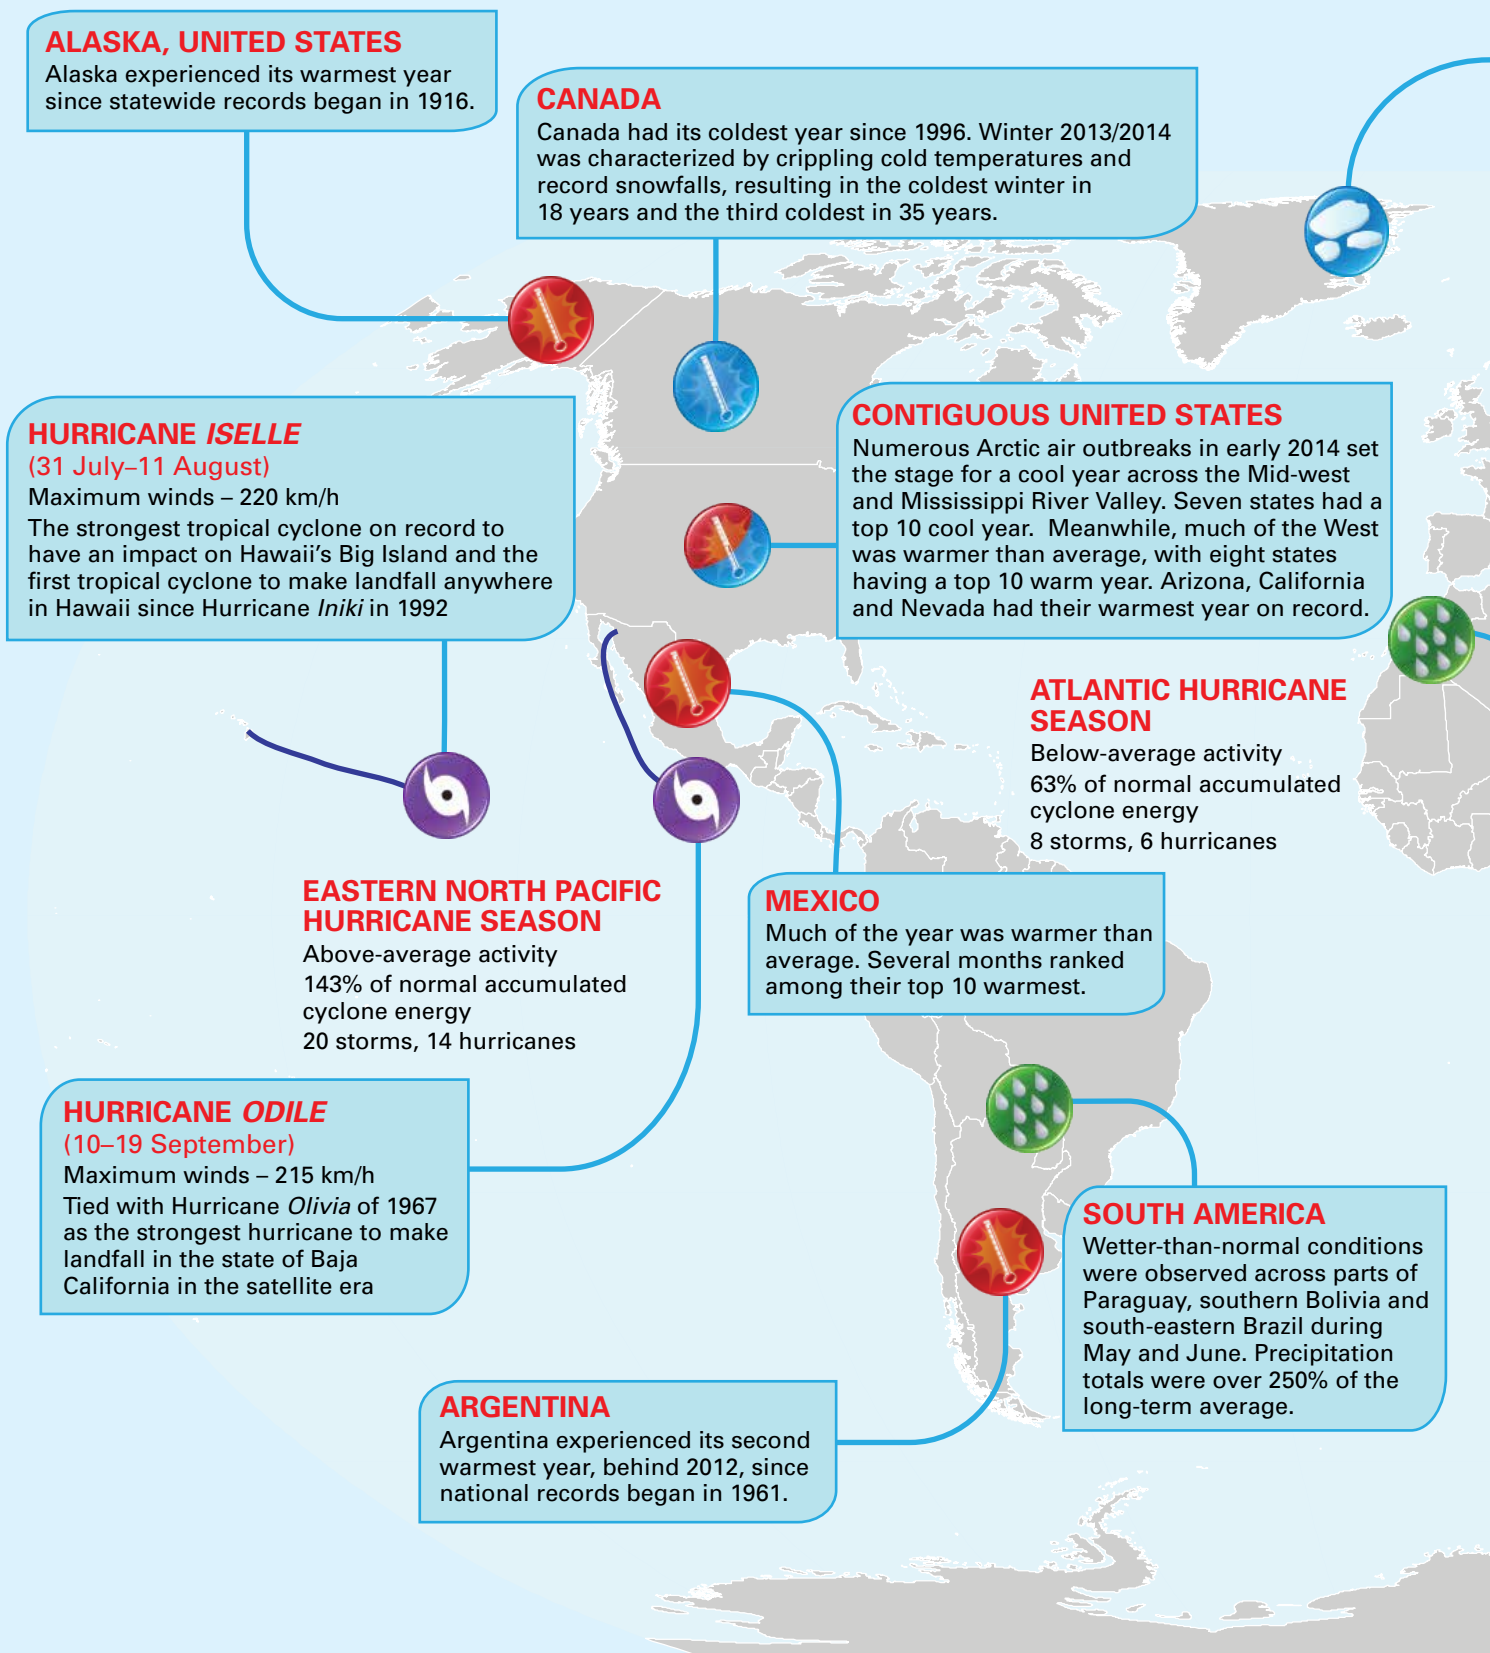 ALASKA, UNITED STATES
Alaska experienced its warmest year
since statewide records began in 1916.
CANADA
Canada had its coldest year since 1996. Winter 2013/2014
was characterized by crippling cold temperatures and
record snowfalls, resulting in the coldest winter in
18 years and the third coldest in 35 years.
HURRICANE ISELLE
(31 July–11 August)
Maximum winds – 220 km/h
The strongest tropical cyclone on record to
have an impact on Hawaii's Big Island and the
first tropical cyclone to make landfall anywhere
in Hawaii since Hurricane Iniki in 1992
CONTIGUOUS UNITED STATES
Numerous Arctic air outbreaks in early 2014 set
the stage for a cool year across the Mid-west
and Mississippi River Valley. Seven states had a
top 10 cool year. Meanwhile, much of the West
was warmer than average, with eight states
having a top 10 warm year. Arizona, California
and Nevada had their warmest year on record.
ATLANTIC HURRICANE
SEASON
Below-average activity
63% of normal accumulated
cyclone energy
8 storms, 6 hurricanes
EASTERN NORTH PACIFIC
HURRICANE SEASON
Above-average activity
143% of normal accumulated
cyclone energy
20 storms, 14 hurricanes
MEXICO
Much of the year was warmer than
average. Several months ranked
among their top 10 warmest.
HURRICANE ODILE
(10–19 September)
Maximum winds – 215 km/h
Tied with Hurricane Olivia of 1967
as the strongest hurricane to make
landfall in the state of Baja
California in the satellite era
SOUTH AMERICA
Wetter-than-normal conditions
were observed across parts of
Paraguay, southern Bolivia and
south-eastern Brazil during
May and June. Precipitation
totals were over 250% of the
long-term average.
ARGENTINA
Argentina experienced its second
warmest year, behind 2012, since
national records began in 1961.